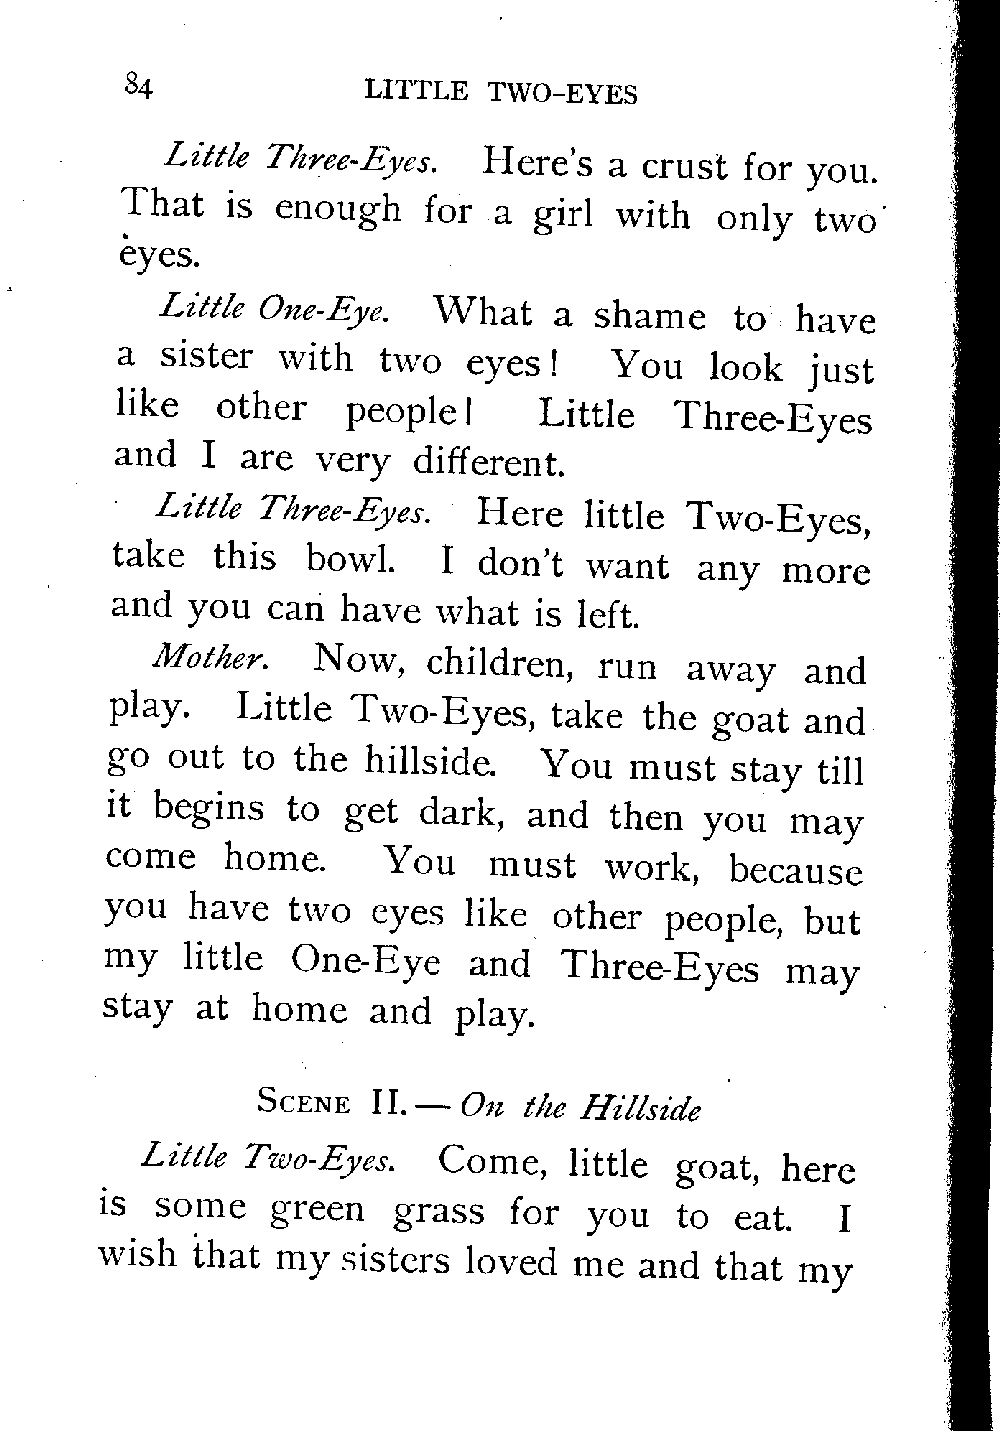 84 LITTLE TWO-EYES
Little Three-Eyes. Here's a crust for you.
That is enough for a girl with only two
eyes.
Little One-Eye. What a shame to have
a sister with two eyes! You look just
like other people! Little Three-Eyes
and I are very different.
Little Three-Eyes. Here little Two-Eyes,
take this bowl. I don't want any more
and you can have what is left.
Mother. Now, children, run away and
play. Little Two-Eyes, take the goat and
go out to the hillside. You must stay till
it begins to get dark, and then you may
come home. You must work, because
you have two eyes like other people, but
my little One-Eye and Three-Eyes may
stay at home and play.
SCENE II. — On the Hillside
Little Two-Eyes. Come, little goat, here
is some green grass for you to eat. I
wish that my sisters loved me and that my